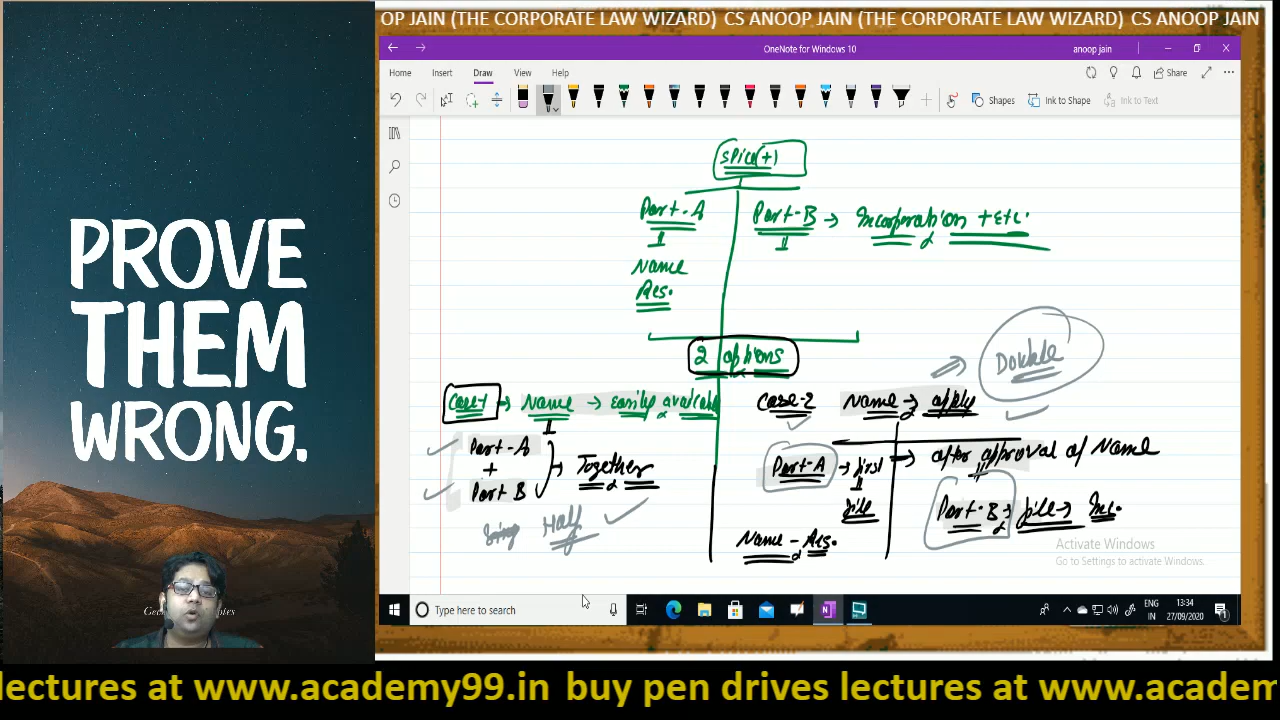 OP JAIN (THE CORPORATE LAW WIZARD) CS ANOOP JAIN (THE CORPORATE LAW WIZARD) CS ANOOP JAIN
OneNote for Windows 10
anoop jain
Home Insert Draw View Help
Share
Shapes
Ink to Shape
Ink to Text
PROVE
THEM
WRONG.
SPice(+)
Part-A
Part-B → Incorporation + Etc.
Name
Res.
2 options
Double
Case-1 → Name → easily available
Case-2 Name → apply
Part-A
+
Part B
Together
Half
Part-A → first
file
Name - Res.
→ after approval of Name
Part-B → file → Inc.
Activate Windows
Go to Settings to activate Windows.
Type here to search
ENG
IN
13:34
27/09/2020
lectures at www.academy99.in buy pen drives lectures at www.academ